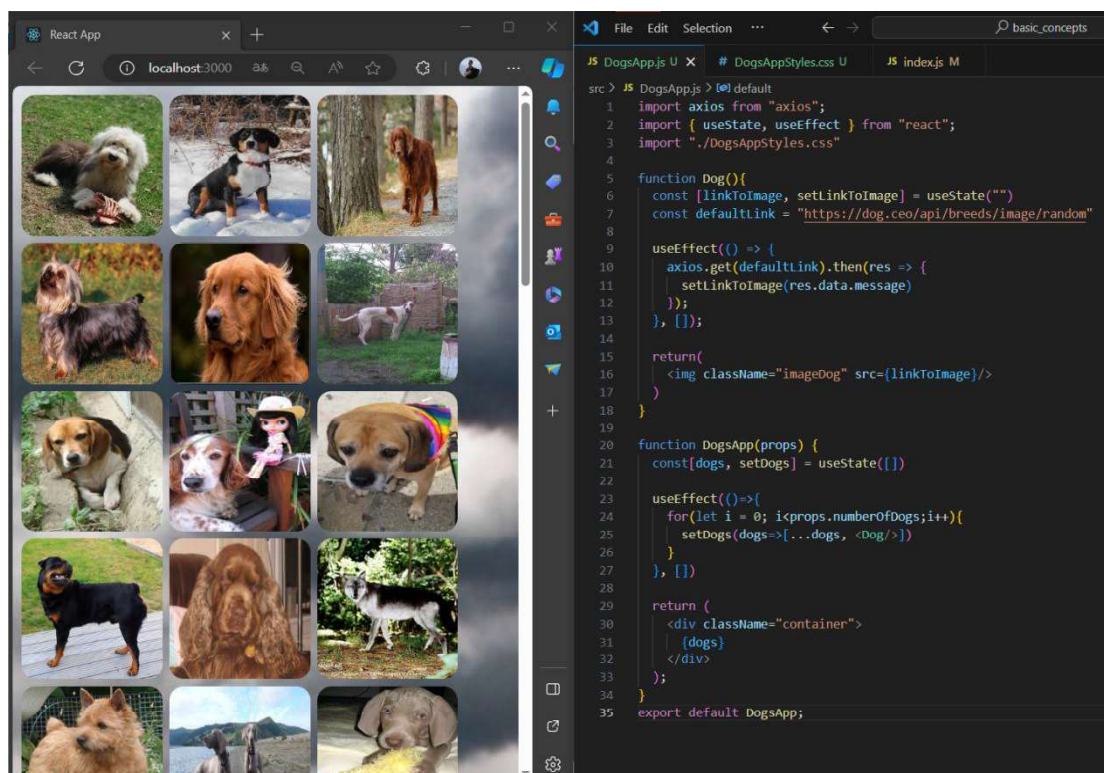 React App
localhost:3000
File Edit Selection ...
basic_concepts
JS DogsApp.js U
# DogsAppStyles.css U
JS index.js M
src > JS DogsApp.js > default
1 import axios from "axios";
2 import { useState, useEffect } from "react";
3 import "./DogsAppStyles.css"
4
5 function Dog(){
6 const [linkToImage, setLinkToImage] = useState("")
7 const defaultLink = "https://dog.ceo/api/breeds/image/random"
8
9 useEffect(() => {
10 axios.get(defaultLink).then(res => {
11 setLinkToImage(res.data.message)
12 });
13 }, []);
14
15 return(
16 <img className="imageDog" src={linkToImage}/>
17 )
18 }
19
20 function DogsApp(props) {
21 const[dogs, setDogs] = useState([])
22
23 useEffect(()=>{
24 for(let i = 0; i<props.numberOfDogs;i++){
25 setDogs(dogs=>[...dogs, <Dog/>])
26 }
27 }, [])
28
29 return (
30 <div className="container">
31 {dogs}
32 </div>
33 );
34 }
35 export default DogsApp;